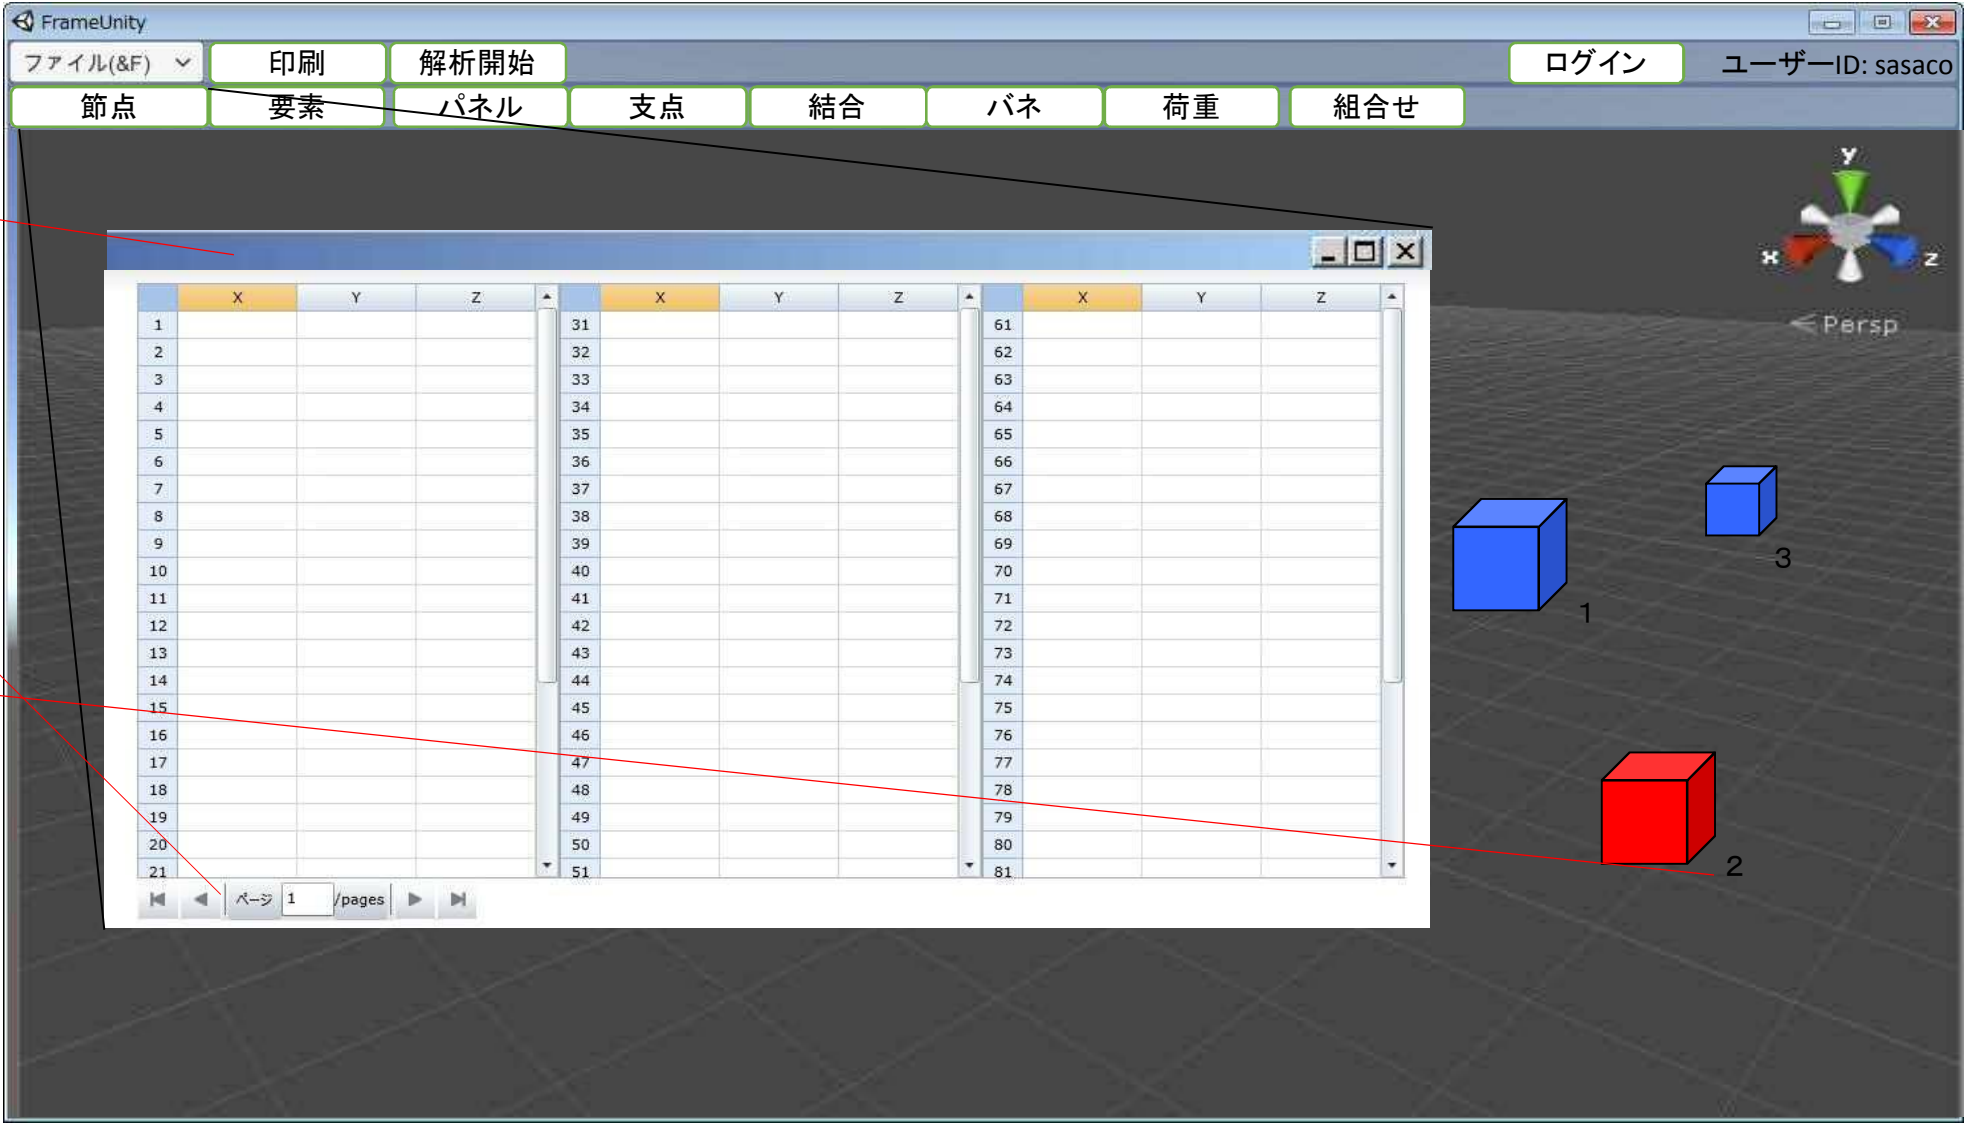 FrameUnity
ファイル(&F) 印刷 解析開始 ログイン ユーザーID: sasaco
節点 要素 パネル 支点 結合 バネ 荷重 組合せ
y
x z
Persp
X Y Z X Y Z X Y Z
1 31 61
2 32 62
3 33 63
4 34 64
5 35 65
6 36 66
7 37 67
8 38 68
9 39 69
10 40 70
11 41 71
12 42 72
13 43 73
14 44 74
15 45 75
16 46 76
17 47 77
18 48 78
19 49 79
20 50 80
21 51 81
ページ 1 /pages
3
1
2